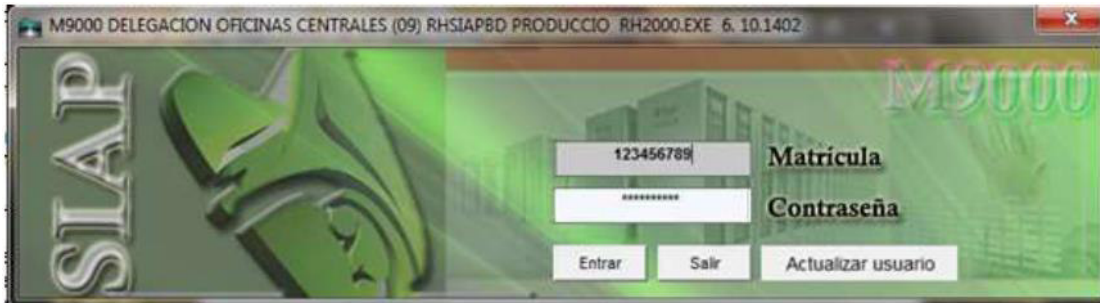 M9000 DELEGACION OFICINAS CENTRALES (09) RHSIAPBD PRODUCCIO RH2000.EXE 6. 10.1402
SIAP
M9000
123456789 Matrícula
********** Contraseña
Entrar Salir Actualizar usuario